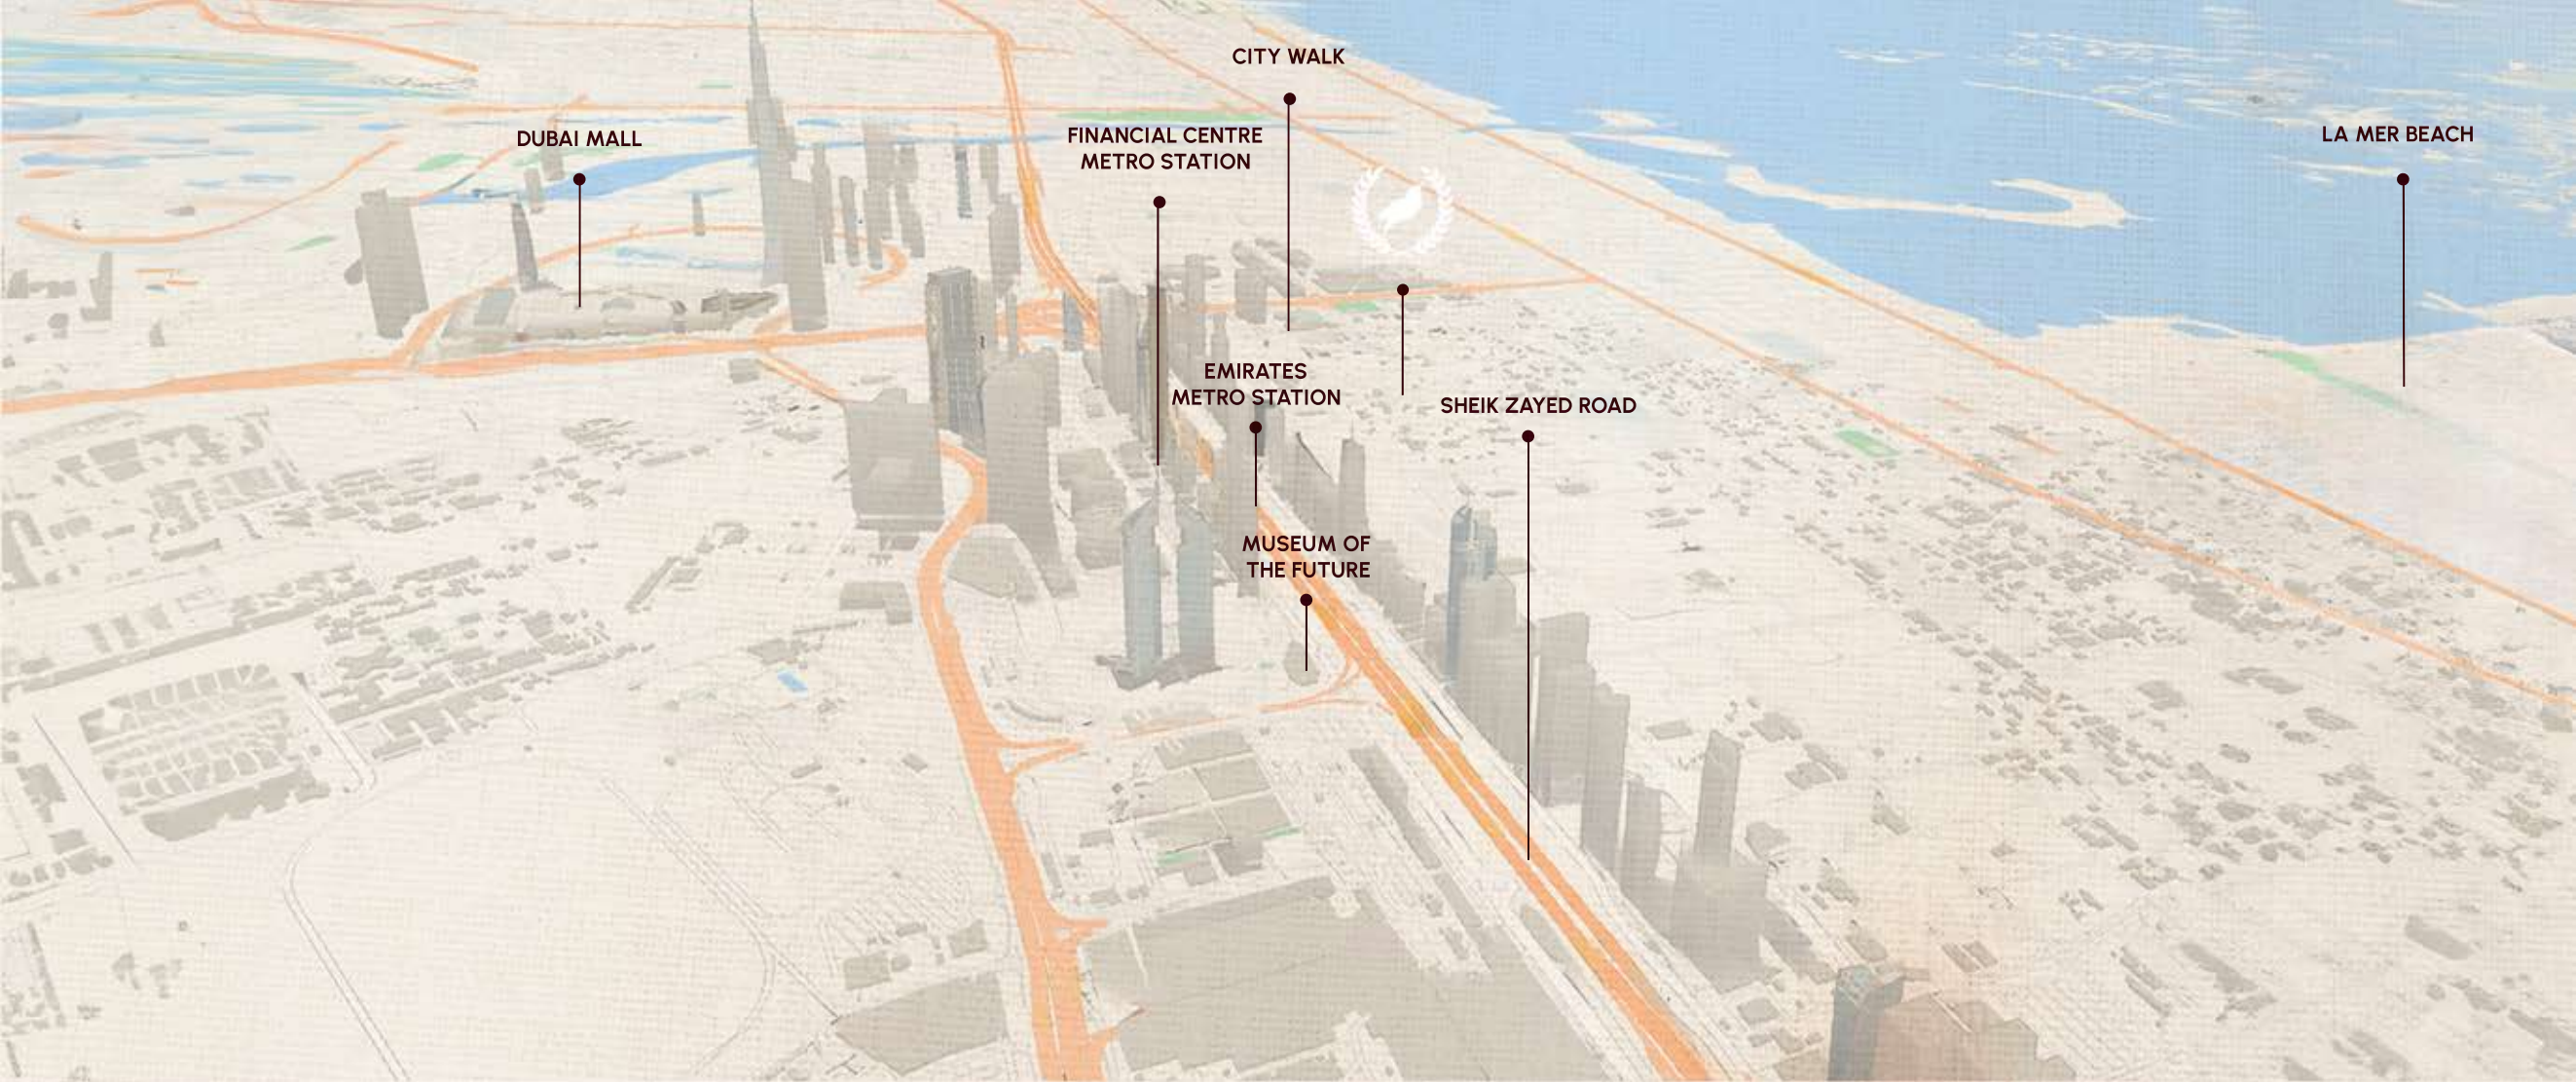 CITY WALK
DUBAI MALL
FINANCIAL CENTRE
METRO STATION
LA MER BEACH
EMIRATES
METRO STATION
SHEIK ZAYED ROAD
MUSEUM OF
THE FUTURE